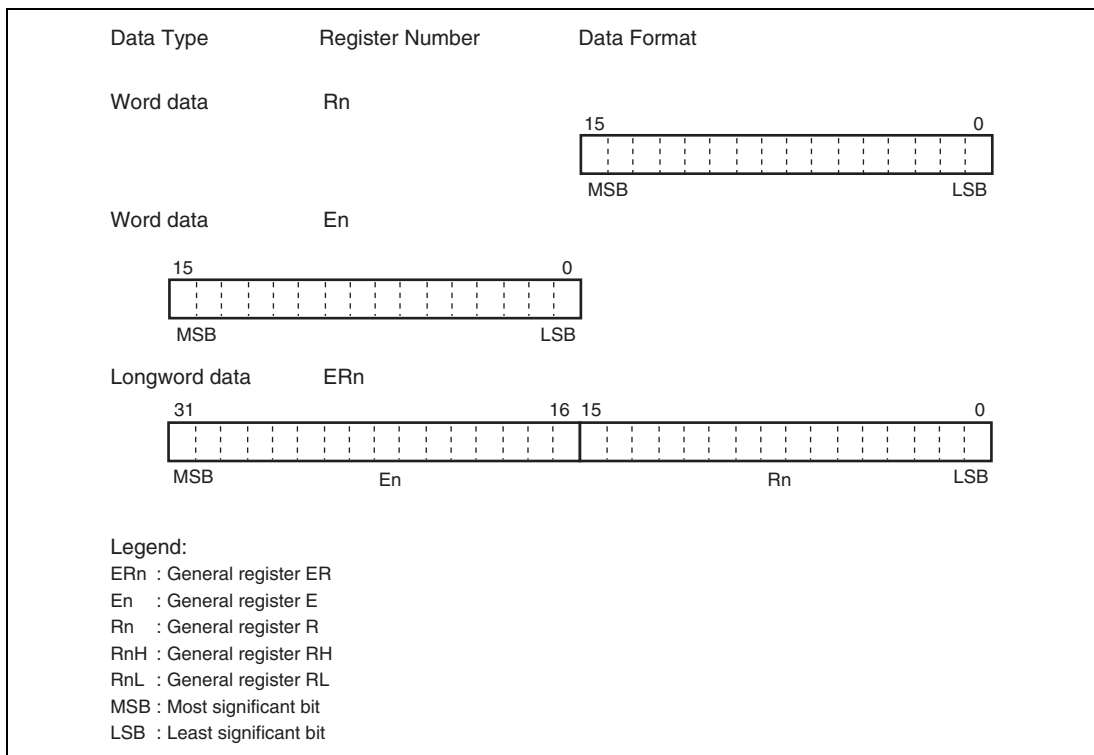 Data Type Register Number Data Format
Word data Rn
15 0
MSB LSB
Word data En
15 0
MSB LSB
Longword data ERn
31 16 15 0
MSB En Rn LSB
Legend:
ERn : General register ER
En : General register E
Rn : General register R
RnH : General register RH
RnL : General register RL
MSB : Most significant bit
LSB : Least significant bit